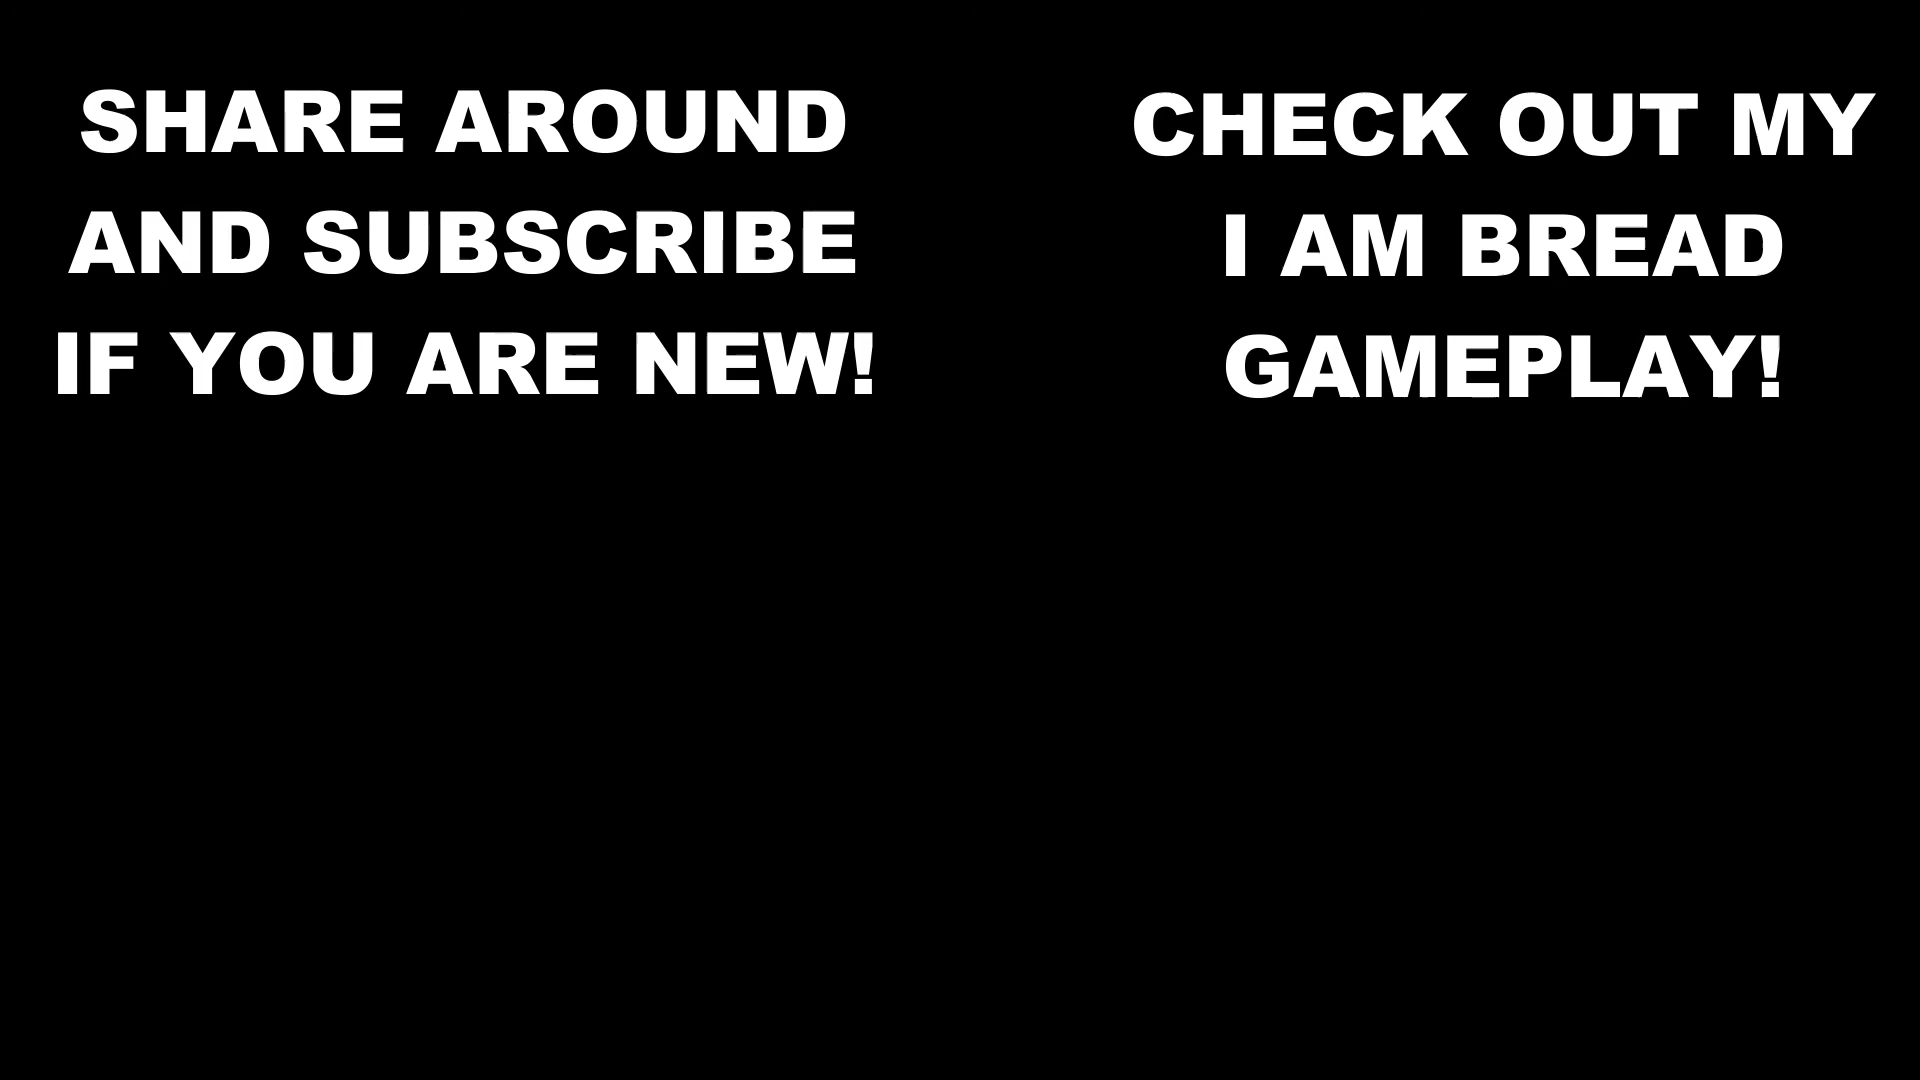 SHARE AROUND
AND SUBSCRIBE
IF YOU ARE NEW!
CHECK OUT MY
I AM BREAD
GAMEPLAY!